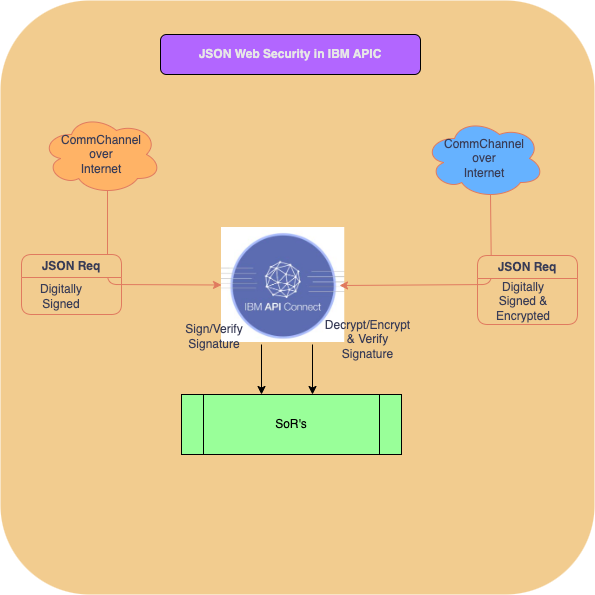 JSON Web Security in IBM APIC
CommChannel
over
Internet
CommChannel
over
Internet
JSON Req
Digitally
Signed
JSON Req
Digitally
Signed &
Encrypted
IBM API Connect
Sign/Verify
Signature
Decrypt/Encrypt
& Verify
Signature
SoR's